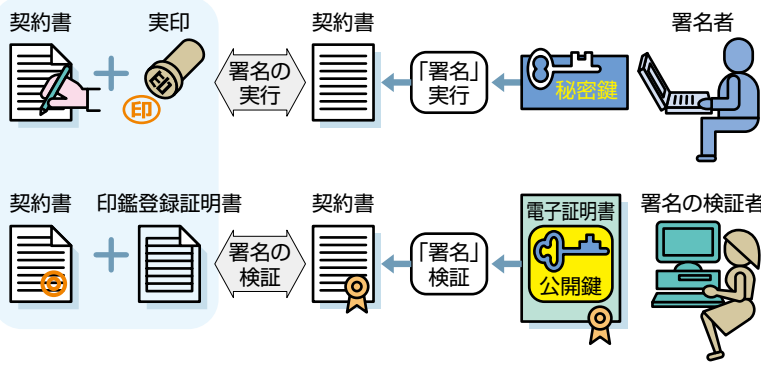 契約書
実印
印
印
署名の
実行
契約書
「署名」
実行
秘密鍵
署名者
契約書
印鑑登録証明書
署名の
検証
契約書
「署名」
検証
電子証明書
公開鍵
署名の検証者